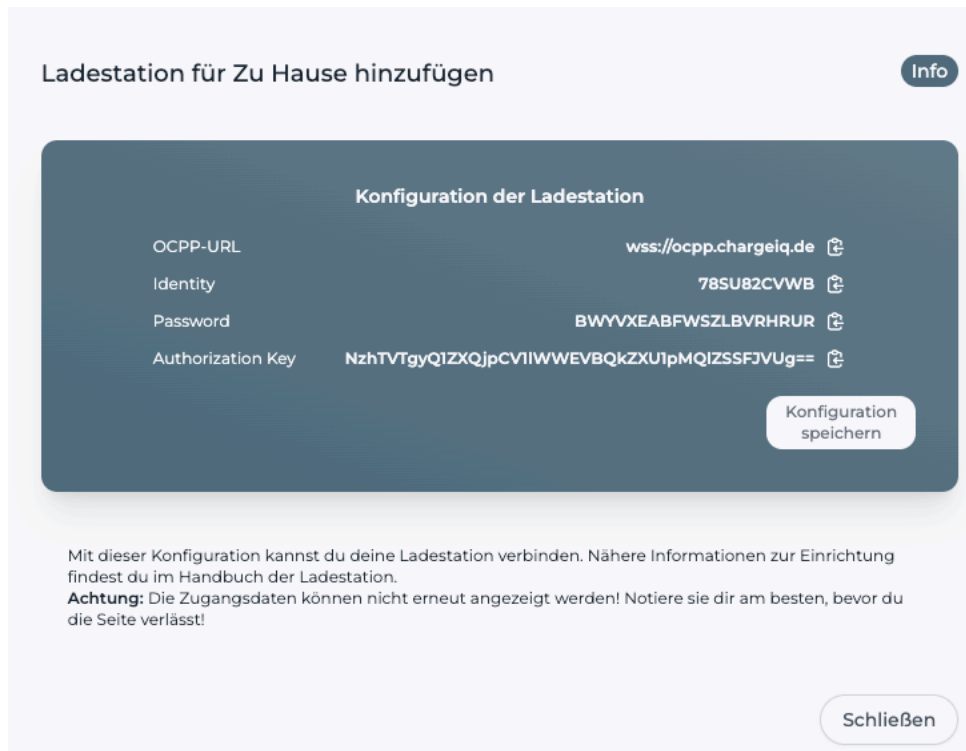 Ladestation für Zu Hause hinzufügen
Info
Konfiguration der Ladestation
OCPP-URL wss://ocpp.chargeiq.de
Identity 78SU82CVWB
Password BWYVXEABFWSZLBVRHRUR
Authorization Key NzhTVTgyQ1ZXQjpCV1lWWEVBQkZXU1pMQlZSSFJVUg==
Konfiguration
speichern
Mit dieser Konfiguration kannst du deine Ladestation verbinden. Nähere Informationen zur Einrichtung
findest du im Handbuch der Ladestation.
Achtung: Die Zugangsdaten können nicht erneut angezeigt werden! Notiere sie dir am besten, bevor du
die Seite verlässt!
Schließen